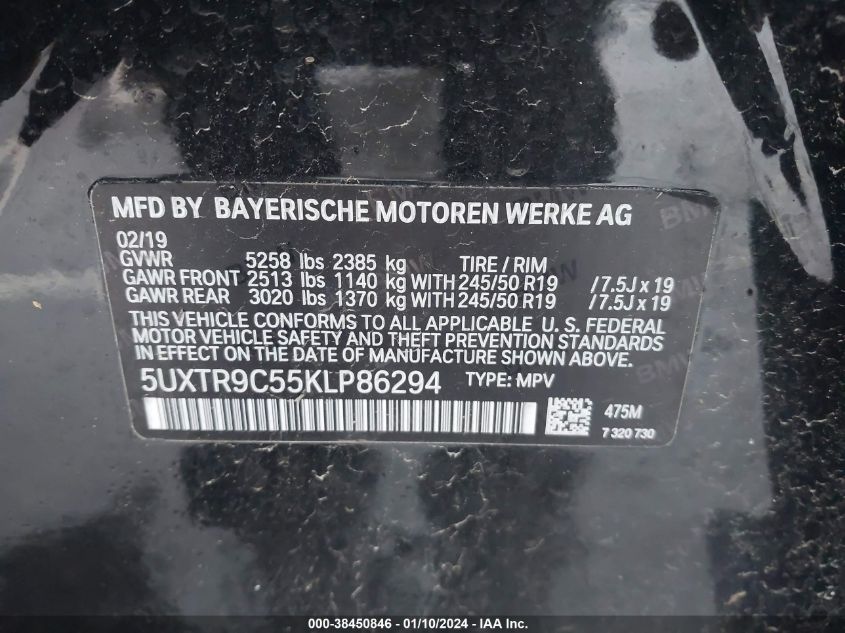 MFD BY BAYERISCHE MOTOREN WERKE AG
02/19
GVWR 5258 lbs 2385 kg TIRE / RIM
GAWR FRONT 2513 lbs 1140 kg WITH 245/50 R19 / 7.5J x 19
GAWR REAR 3020 lbs 1370 kg WITH 245/50 R19 / 7.5J x 19
THIS VEHICLE CONFORMS TO ALL APPLICABLE U. S. FEDERAL
MOTOR VEHICLE SAFETY AND THEFT PREVENTION STANDARDS
IN EFFECT ON THE DATE OF MANUFACTURE SHOWN ABOVE.
5UXTR9C55KLP86294 TYPE: MPV
475M
7 320 730
000-38450846 - 01/10/2024 - IAA Inc.